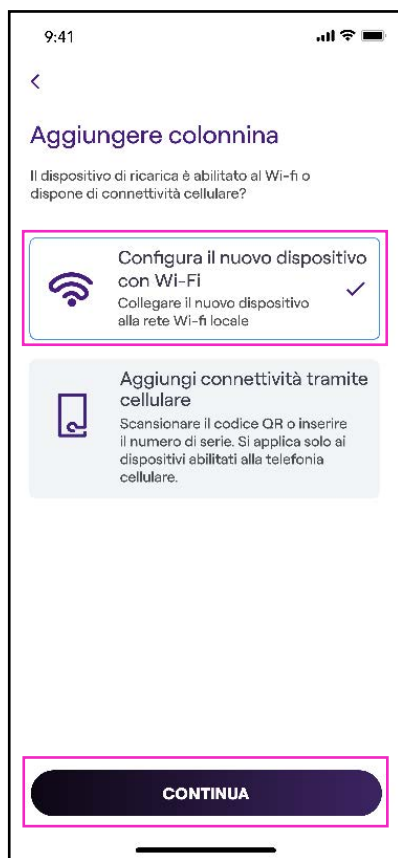 9:41
Aggiungere colonnina
Il dispositivo di ricarica è abilitato al Wi-fi o
dispone di connettività cellulare?
Configura il nuovo dispositivo
con Wi-Fi
Collegare il nuovo dispositivo
alla rete Wi-fi locale
Aggiungi connettività tramite
cellulare
Scansionare il codice QR o inserire
il numero di serie. Si applica solo ai
dispositivi abilitati alla telefonia
cellulare.
CONTINUA